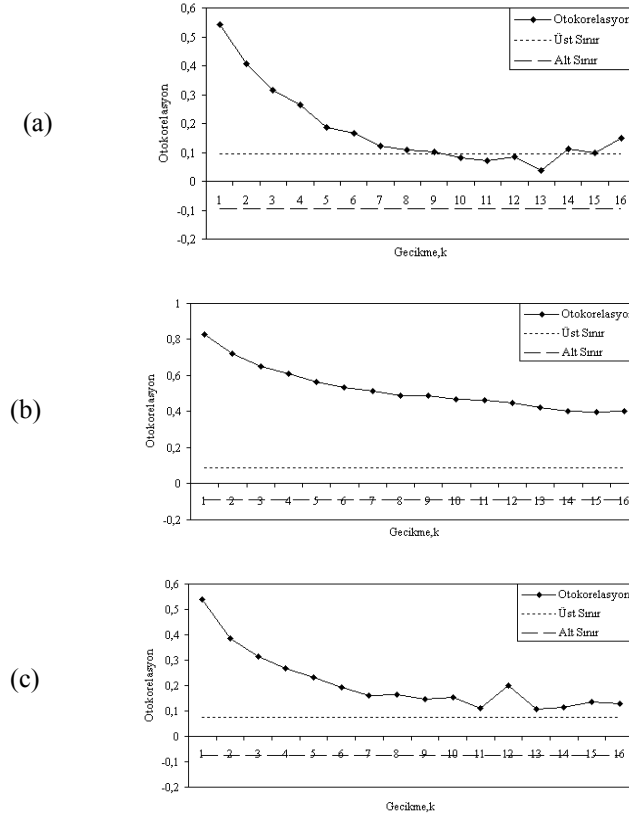 0,6
0,5
0,4
0,3
0,2
0,1
0
-0,1
-0,2
Otokorelasyon
Otokorelasyon
Üst Sınır
Alt Sınır
1 2 3 4 5 6 7 8 9 10 11 12 13 14 15 16
Gecikme,k
(a)
1
0,8
0,6
0,4
0,2
0
-0,2
Otokorelasyon
Otokorelasyon
Üst Sınır
Alt Sınır
1 2 3 4 5 6 7 8 9 10 11 12 13 14 15 16
Gecikme,k
(b)
0,6
0,5
0,4
0,3
0,2
0,1
0
-0,1
-0,2
Otokorelasyon
Otokorelasyon
Üst Sınır
Alt Sınır
1 2 3 4 5 6 7 8 9 10 11 12 13 14 15 16
Gecikme,k
(c)